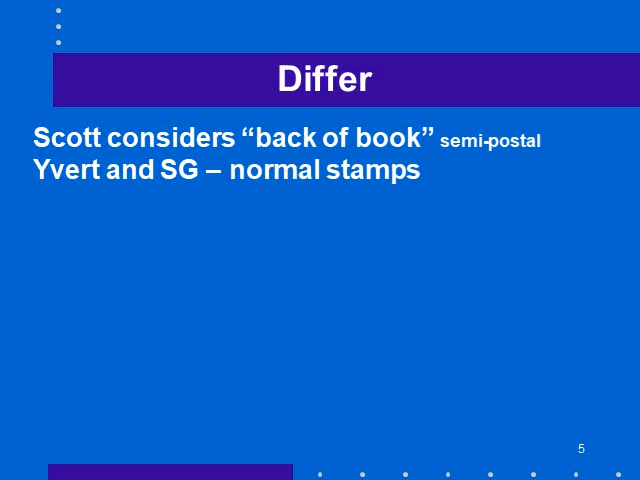 Differ
Scott considers “back of book” semi-postal
Yvert and SG – normal stamps
5